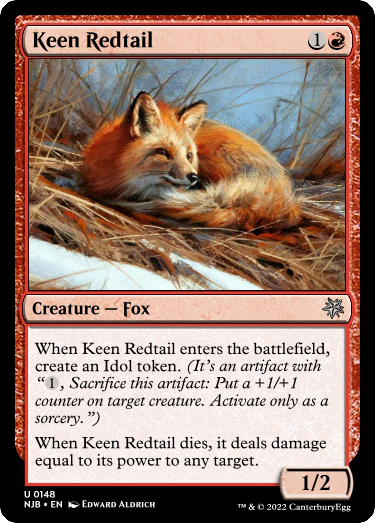 Keen Redtail 1
Creature — Fox
When Keen Redtail enters the battlefield,
create an Idol token. (It's an artifact with
“1, Sacrifice this artifact: Put a +1/+1
counter on target creature. Activate only as a
sorcery.”)
When Keen Redtail dies, it deals damage
equal to its power to any target.
1/2
U 0148
NJB • EN Edward Aldrich
™ & © 2022 CanterburyEgg